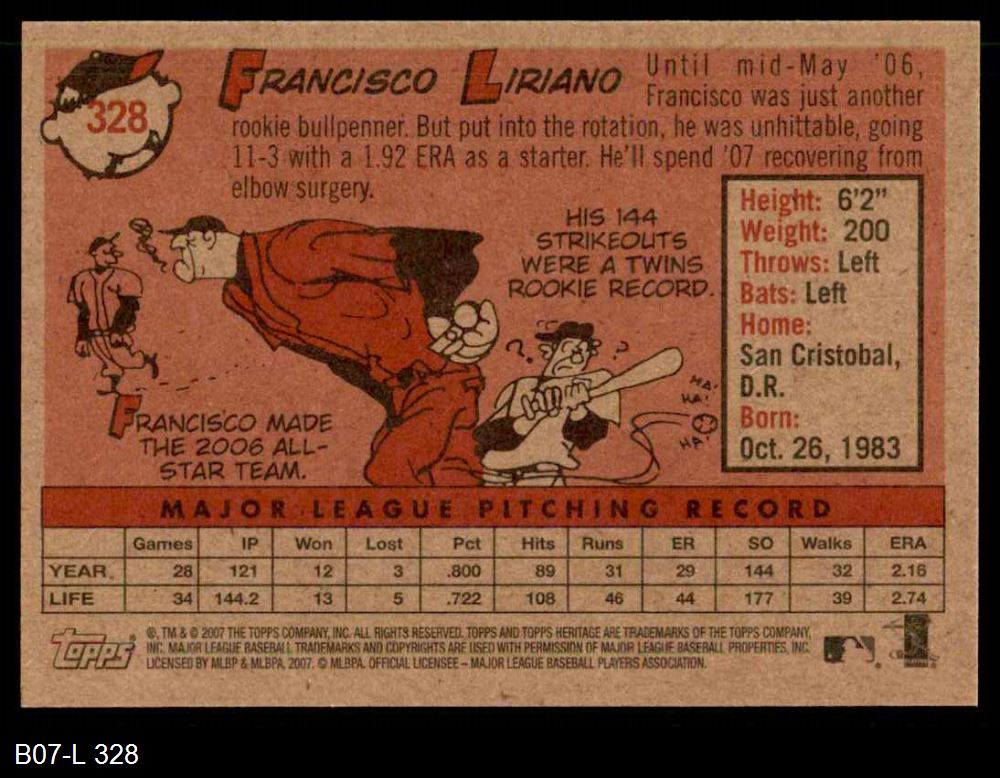 328
FRANCISCO LIRIANO
Until mid-May '06,
Francisco was just another
rookie bullpenner. But put into the rotation, he was unhittable, going
11-3 with a 1.92 ERA as a starter. He'll spend '07 recovering from
elbow surgery.
HIS 144
STRIKEOUTS
WERE A TWINS
ROOKIE RECORD.
? ?
HA!
HA!
HA!
FRANCISCO MADE
THE 2006 ALL-
STAR TEAM.
Height: 6'2"
Weight: 200
Throws: Left
Bats: Left
Home:
San Cristobal,
D.R.
Born:
Oct. 26, 1983
MAJOR LEAGUE PITCHING RECORD
Games IP Won Lost Pct Hits Runs ER SO Walks ERA
YEAR 28 121 12 3 .800 89 31 29 144 32 2.16
LIFE 34 144.2 13 5 .722 108 46 44 177 39 2.74
Topps®
®, TM & © 2007 THE TOPPS COMPANY, INC. ALL RIGHTS RESERVED. TOPPS AND TOPPS HERITAGE ARE TRADEMARKS OF THE TOPPS COMPANY,
INC. MAJOR LEAGUE BASEBALL TRADEMARKS AND COPYRIGHTS ARE USED WITH PERMISSION OF MAJOR LEAGUE BASEBALL PROPERTIES, INC.
LICENSED BY MLBP & MLBPA, 2007. © MLBPA. OFFICIAL LICENSEE – MAJOR LEAGUE BASEBALL PLAYERS ASSOCIATION.
B07-L 328